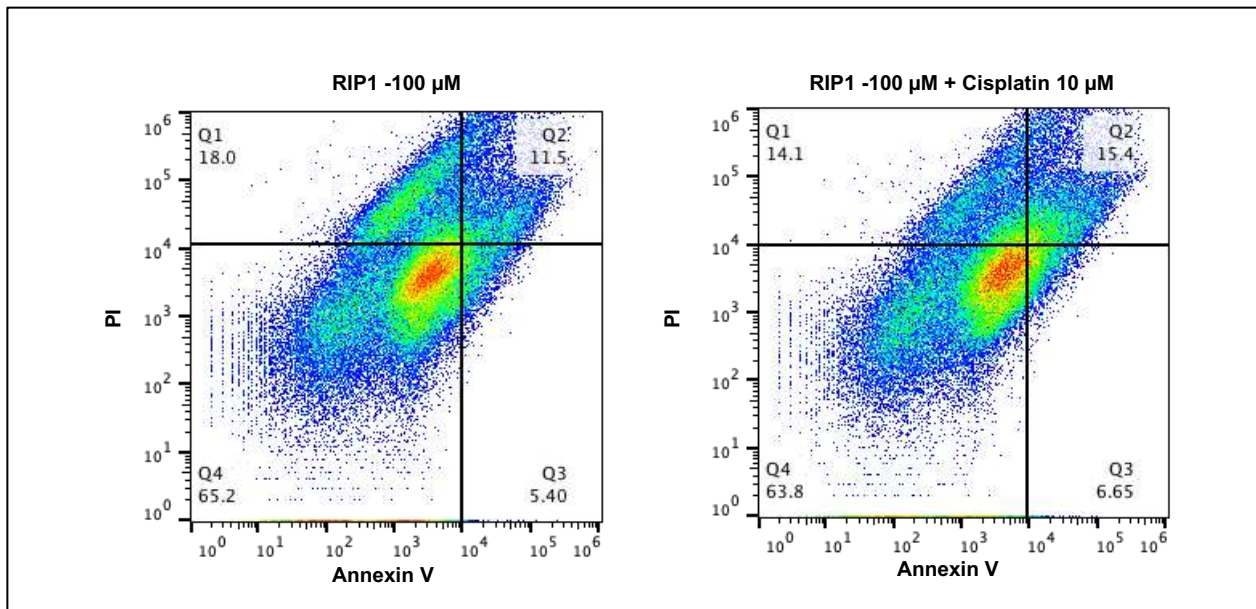 RIP1 -100 µM
RIP1 -100 µM + Cisplatin 10 µM
10^6
Q1
18.0
Q2
11.5
10^5
10^4
PI
10^3
10^2
10^1
Q4
65.2
Q3
5.40
10^0
10^0 10^1 10^2 10^3 10^4 10^5 10^6
Annexin V
10^6
Q1
14.1
Q2
15.4
10^5
10^4
PI
10^3
10^2
10^1
Q4
63.8
Q3
6.65
10^0
10^0 10^1 10^2 10^3 10^4 10^5 10^6
Annexin V